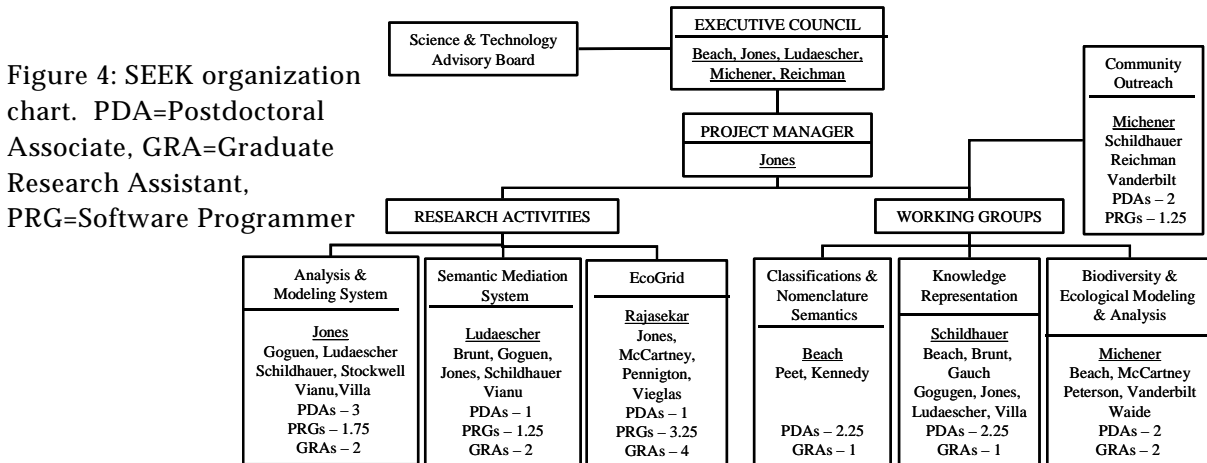 Figure 4: SEEK organization
chart.  PDA=Postdoctoral
Associate, GRA=Graduate
Research Assistant,
PRG=Software Programmer
Science & Technology
Advisory Board
EXECUTIVE COUNCIL
Beach, Jones, Ludaescher,
Michener, Reichman
PROJECT MANAGER
Jones
Community
Outreach
Michener
Schildhauer
Reichman
Vanderbilt
PDAs – 2
PRGs – 1.25
RESEARCH ACTIVITIES
WORKING GROUPS
Analysis &
Modeling System
Jones
Goguen, Ludaescher
Schildhauer, Stockwell
Vianu,Villa
PDAs – 3
PRGs – 1.75
GRAs – 2
Semantic Mediation
System
Ludaescher
Brunt, Goguen,
Jones, Schildhauer
Vianu
PDAs – 1
PRGs – 1.25
GRAs – 2
EcoGrid
Rajasekar
Jones,
McCartney,
Pennigton,
Vieglas
PDAs – 1
PRGs – 3.25
GRAs – 4
Classifications &
Nomenclature
Semantics
Beach
Peet, Kennedy
PDAs – 2.25
GRAs – 1
Knowledge
Representation
Schildhauer
Beach, Brunt,
Gauch
Gogugen, Jones,
Ludaescher, Villa
PDAs – 2.25
GRAs – 1
Biodiversity &
Ecological Modeling
& Analysis
Michener
Beach, McCartney
Peterson, Vanderbilt
Waide
PDAs – 2
GRAs – 2